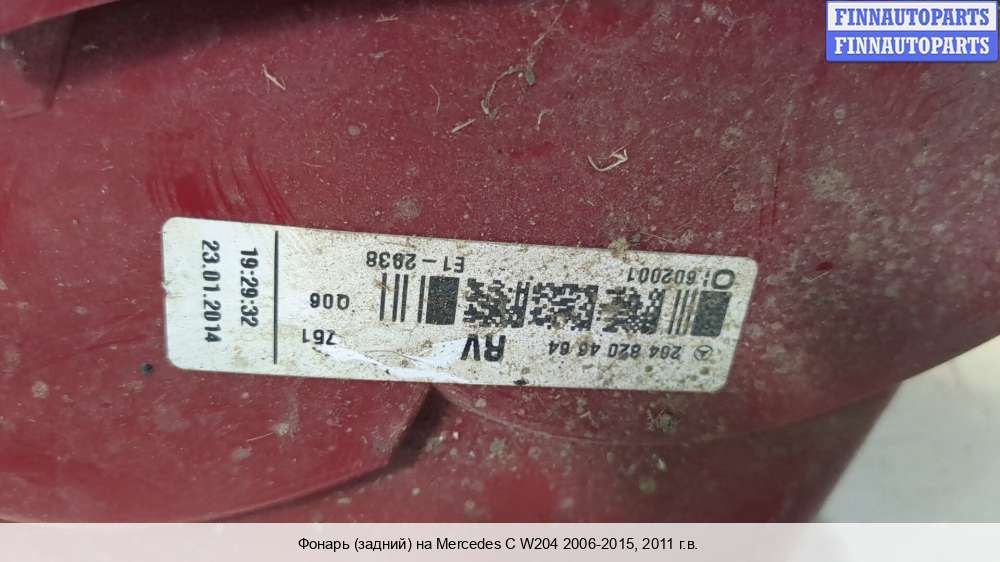 FINNAUTOPARTS
FINNAUTOPARTS
204 820 46 64
RV
761
Q06
602001
E1-2938
19:29:32
23.01.2014
Фонарь (задний) на Mercedes C W204 2006-2015, 2011 г.в.